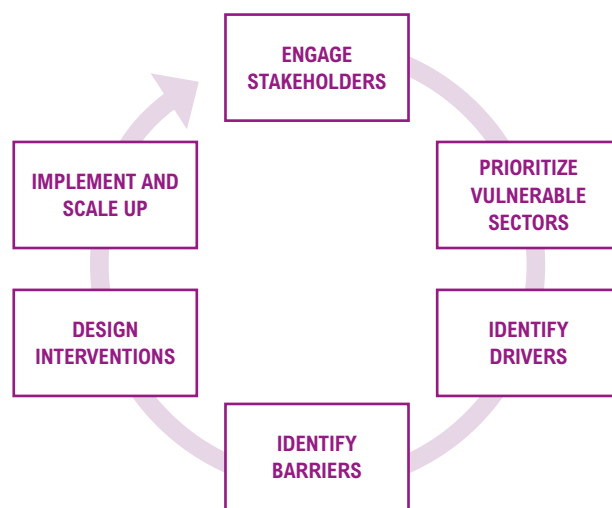 ENGAGE
STAKEHOLDERS
PRIORITIZE
VULNERABLE
SECTORS
IDENTIFY
DRIVERS
IDENTIFY
BARRIERS
DESIGN
INTERVENTIONS
IMPLEMENT AND
SCALE UP